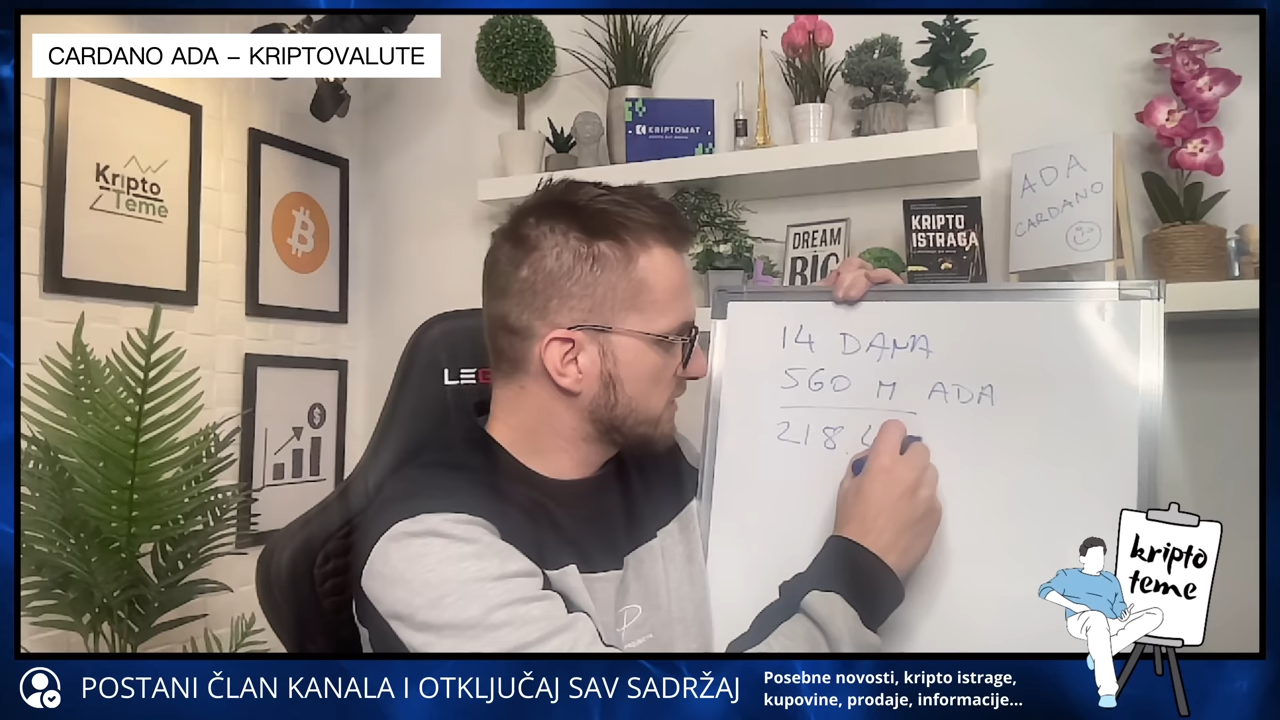 CARDANO ADA – KRIPTOVALUTE
Kripto
Teme
KRIPTOMAT
DREAM
BIG
KRIPTO
ISTRAGA
ADA
CARDANO
14 DANA
560 M ADA
218.
kripto
teme
POSTANI ČLAN KANALA I OTKLJUČAJ SAV SADRŽAJ
Posebne novosti, kripto istrage,
kupovine, prodaje, informacije...